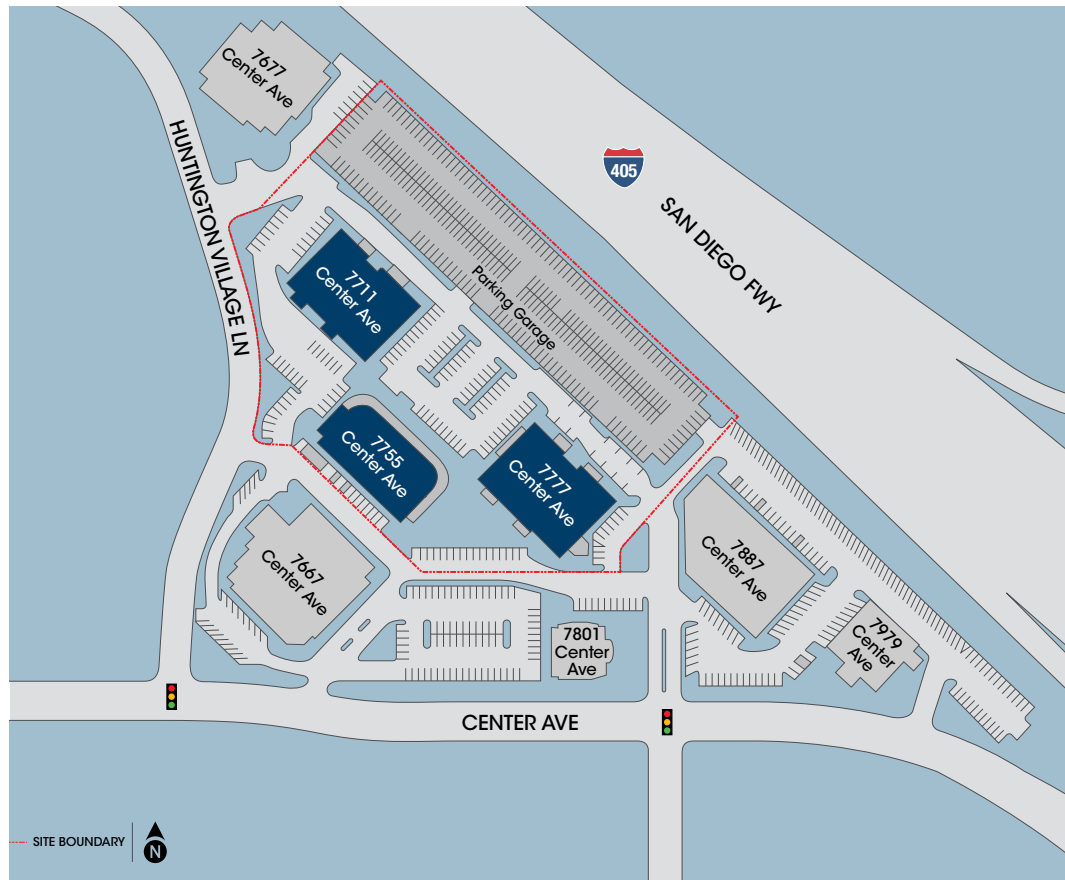 7677
Center Ave
HUNTINGTON VILLAGE LN
405
SAN DIEGO FWY
7711
Center Ave
Parking Garage
7755
Center Ave
7777
Center Ave
7667
Center Ave
7887
Center Ave
7801
Center
Ave
7979
Center
Ave
CENTER AVE
SITE BOUNDARY
N